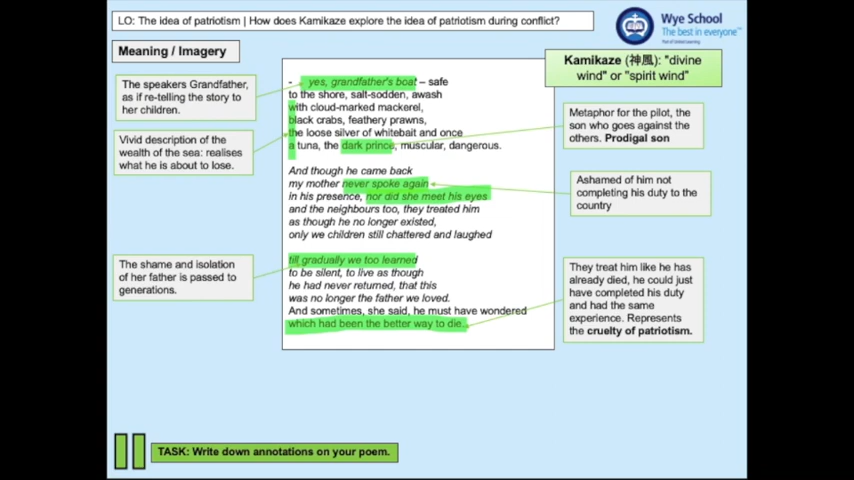 LO: The idea of patriotism | How does Kamikaze explore the idea of patriotism during conflict?
Wye School
The best in everyone™
Part of United Learning
Meaning / Imagery
Kamikaze (神風): "divine
wind" or "spirit wind"
The speakers Grandfather,
as if re-telling the story to
her children.
Vivid description of the
wealth of the sea: realises
what he is about to lose.
The shame and isolation
of her father is passed to
generations.
- yes, grandfather's boat – safe
to the shore, salt-sodden, awash
with cloud-marked mackerel,
black crabs, feathery prawns,
the loose silver of whitebait and once
a tuna, the dark prince, muscular, dangerous.
And though he came back
my mother never spoke again
in his presence, nor did she meet his eyes
and the neighbours too, they treated him
as though he no longer existed,
only we children still chattered and laughed
till gradually we too learned
to be silent, to live as though
he had never returned, that this
was no longer the father we loved.
And sometimes, she said, he must have wondered
which had been the better way to die.
Metaphor for the pilot, the
son who goes against the
others. Prodigal son
Ashamed of him not
completing his duty to the
country
They treat him like he has
already died, he could just
have completed his duty
and had the same
experience. Represents
the cruelty of patriotism.
TASK: Write down annotations on your poem.